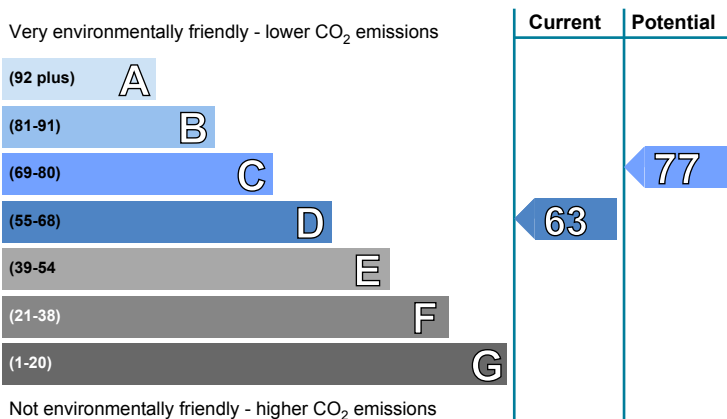 Very environmentally friendly - lower CO2 emissions
Current
Potential
(92 plus) A
(81-91) B
(69-80) C
77
(55-68) D
63
(39-54 E
(21-38) F
(1-20) G
Not environmentally friendly - higher CO2 emissions